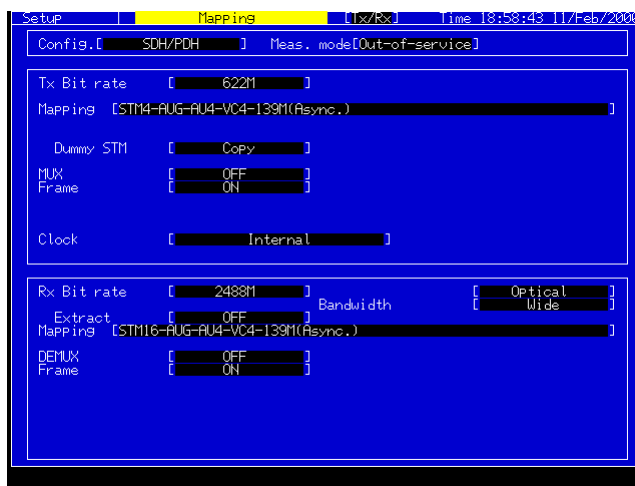 Setup Mapping [Tx/Rx] Time 18:58:43 11/Feb/2000
Config.[ SDH/PDH ] Meas. mode[Out-of-service]
Tx Bit rate [ 622M ]
Mapping [STM4-AUG-AU4-VC4-139M(Async.) ]
Dummy STM [ Copy ]
MUX [ OFF ]
Frame [ ON ]
Clock [ Internal ]
Rx Bit rate [ 2488M ] [ Optical ]
Bandwidth [ Wide ]
Extract [ OFF ]
Mapping [STM16-AUG-AU4-VC4-139M(Async.) ]
DEMUX [ OFF ]
Frame [ ON ]